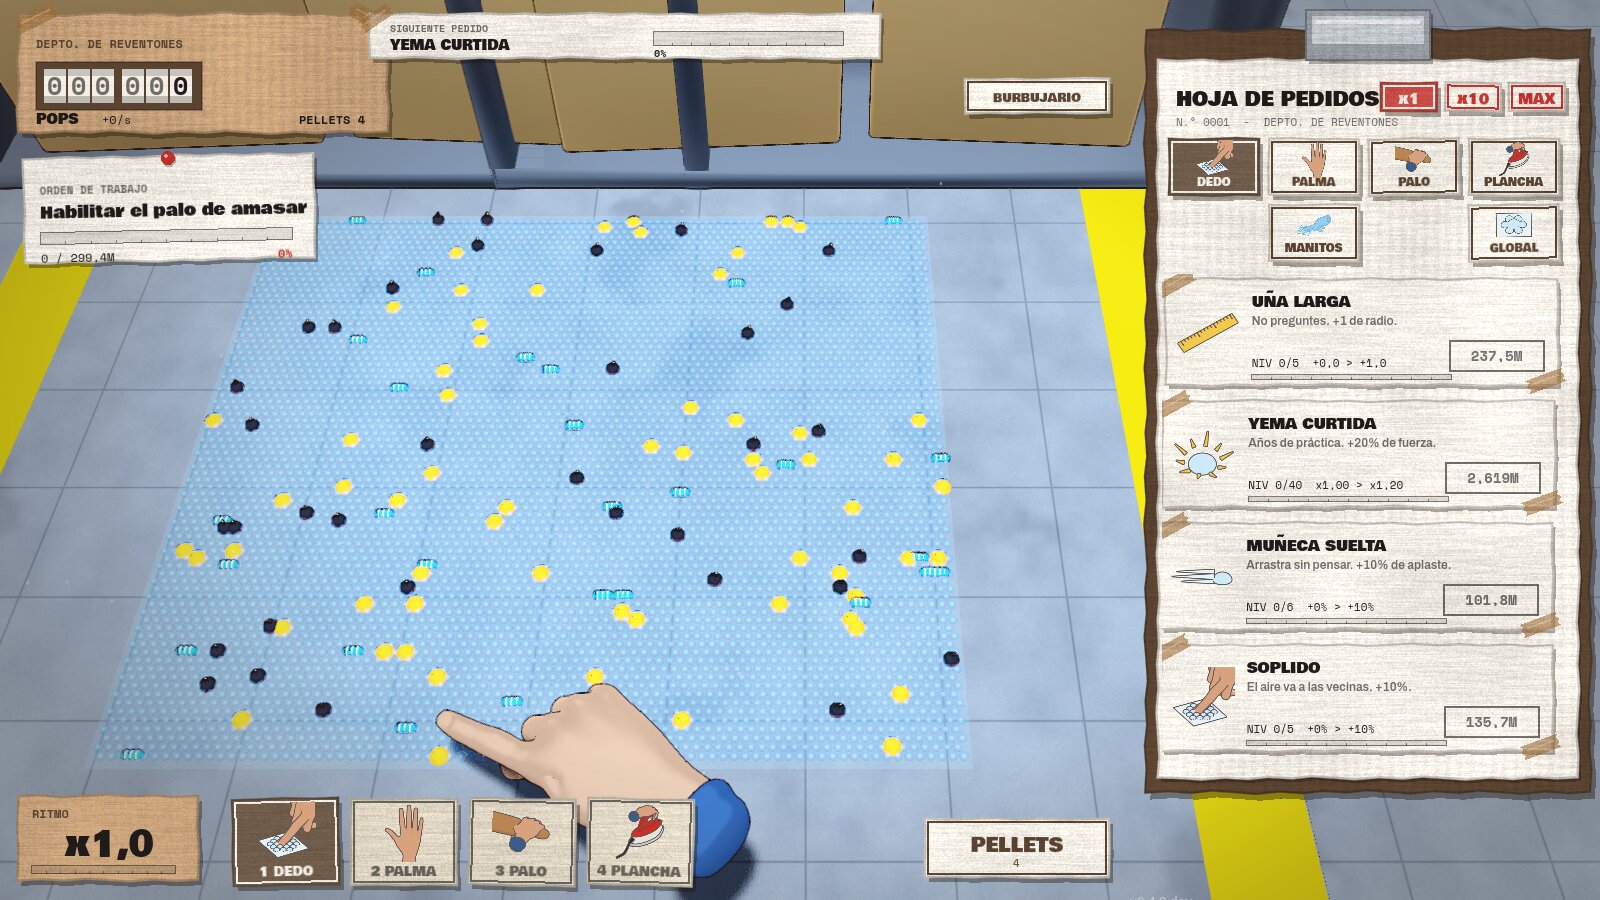 DEPTO. DE REVENTONES
000 000
POPS +0/s PELLETS 4
SIGUIENTE PEDIDO
YEMA CURTIDA
0%
BURBUJARIO
ORDEN DE TRABAJO
Habilitar el palo de amasar
0 / 299,4M 0%
HOJA DE PEDIDOS x1 x10 MAX
N.° 0001 - DEPTO. DE REVENTONES
DEDO PALMA PALO PLANCHA
MANITOS GLOBAL
UÑA LARGA
No preguntes. +1 de radio.
237,5M
NIV 0/5 +0,0 > +1,0
YEMA CURTIDA
Años de práctica. +20% de fuerza.
2,619M
NIV 0/40 x1,00 > x1,20
MUÑECA SUELTA
Arrastra sin pensar. +10% de aplaste.
101,8M
NIV 0/6 +0% > +10%
SOPLIDO
El aire va a las vecinas. +10%.
135,7M
NIV 0/5 +0% > +10%
RITMO
x1,0
1 DEDO 2 PALMA 3 PALO 4 PLANCHA
PELLETS
4